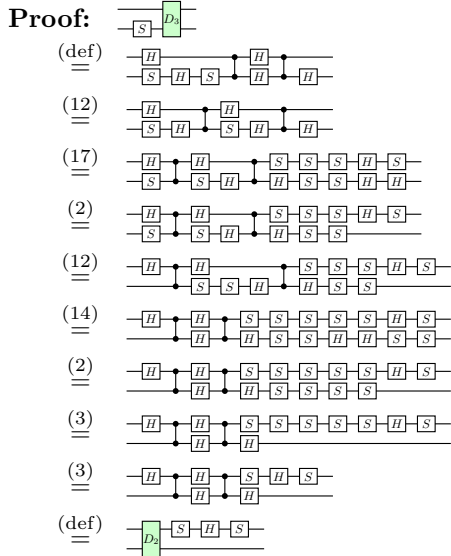 Proof: S D₃
(def)
= H H
S H S H H
(12)
= H H
S H S H H
(17)
= H H S S S H S
S S H H S S H H
(2)
= H H S S S H S
S S H H S S
(12)
= H H S S S H S
S S H H S S
(14)
= H H S S S S S H S
H H S S H H S S
(2)
= H H S S S S S H S
H H S S S S
(3)
= H H S S S S S H S
H H
(3)
= H H S H S
H H
(def)
= D₂ S H S